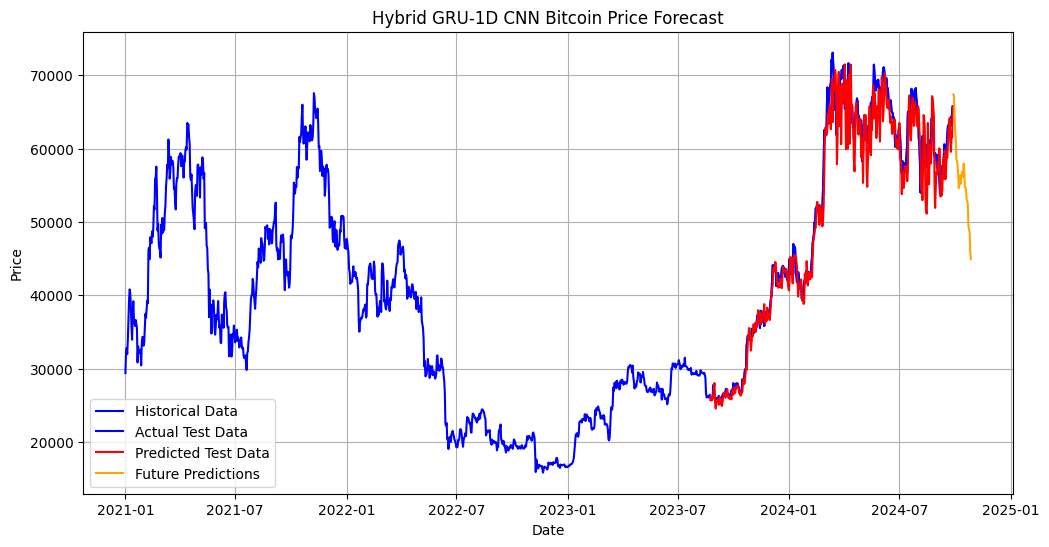 Hybrid GRU-1D CNN Bitcoin Price Forecast
Price
70000
60000
50000
40000
30000
20000
Historical Data
Actual Test Data
Predicted Test Data
Future Predictions
2021-01 2021-07 2022-01 2022-07 2023-01 2023-07 2024-01 2024-07 2025-01
Date